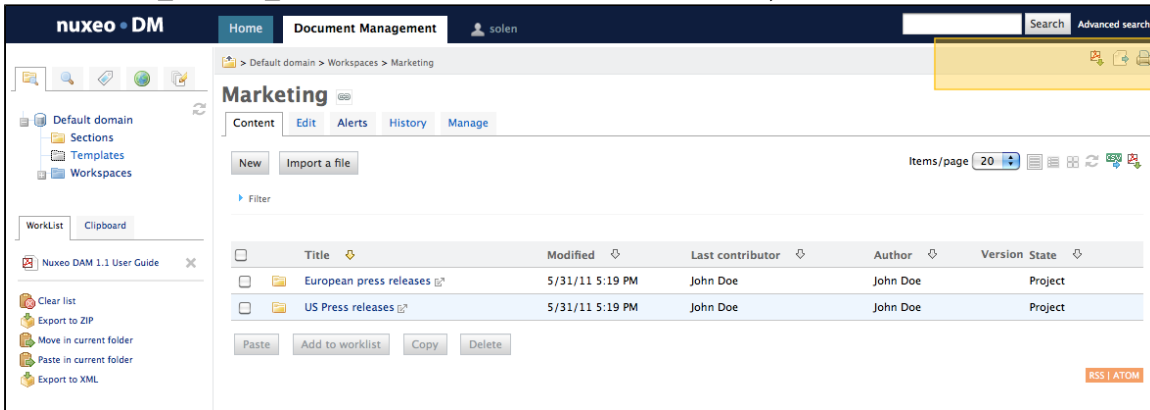 nuxeo • DM
Home Document Management solen Search Advanced search
> Default domain > Workspaces > Marketing
Default domain
Sections
Templates
Workspaces
WorkList Clipboard
Nuxeo DAM 1.1 User Guide
Clear list
Export to ZIP
Move in current folder
Paste in current folder
Export to XML
Marketing
Content Edit Alerts History Manage
New Import a file Items/page 20 CSV
Filter
Title Modified Last contributor Author Version State
European press releases 5/31/11 5:19 PM John Doe John Doe Project
US Press releases 5/31/11 5:19 PM John Doe John Doe Project
Paste Add to worklist Copy Delete
RSS | ATOM